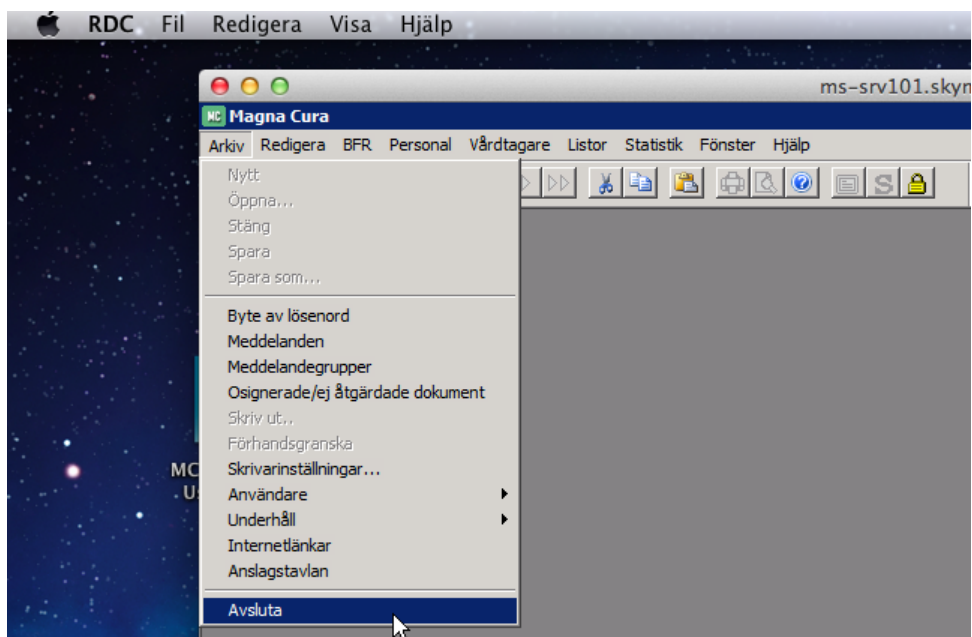 RDC Fil Redigera Visa Hjälp
ms-srv101.skyn
MC Magna Cura
Arkiv Redigera BFR Personal Vårdtagare Listor Statistik Fönster Hjälp
Nytt
Öppna...
Stäng
Spara
Spara som...
Byte av lösenord
Meddelanden
Meddelandegrupper
Osignerade/ej åtgärdade dokument
Skriv ut..
Förhandsgranska
Skrivarinställningar...
Användare
Underhåll
Internetlänkar
Anslagstavlan
Avsluta
S
MC
U